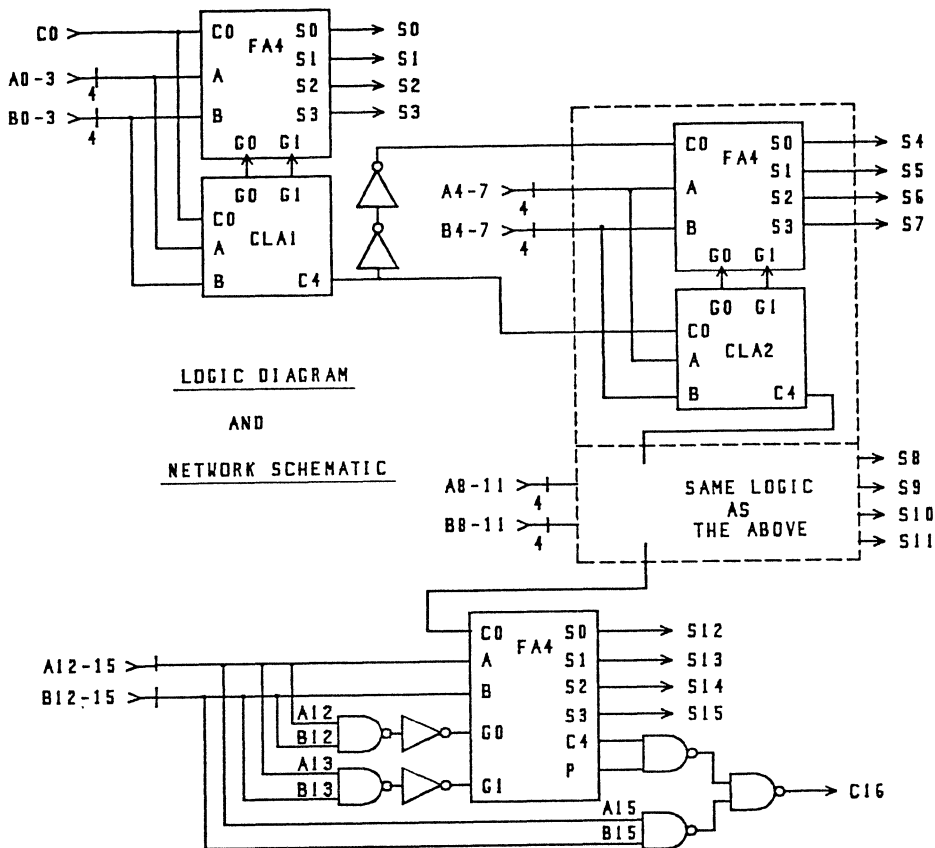 C0
C0
FA4
S0
S0
A0-3
4
A
S1
S1
B0-3
4
B
S2
S2
S3
S3
G0
G1
G0
G1
C0
A
B
CLA1
C4
A4-7
4
B4-7
4
C0
A
B
FA4
S0
S1
S2
S3
S4
S5
S6
S7
G0
G1
G0
G1
C0
A
B
CLA2
C4
LOGIC DIAGRAM
AND
NETWORK SCHEMATIC
A8-11
4
B8-11
4
SAME LOGIC
AS
THE ABOVE
S8
S9
S10
S11
A12-15
B12-15
C0
A
B
G0
G1
FA4
S0
S1
S2
S3
C4
P
S12
S13
S14
S15
A12
B12
A13
B13
A15
B15
C16